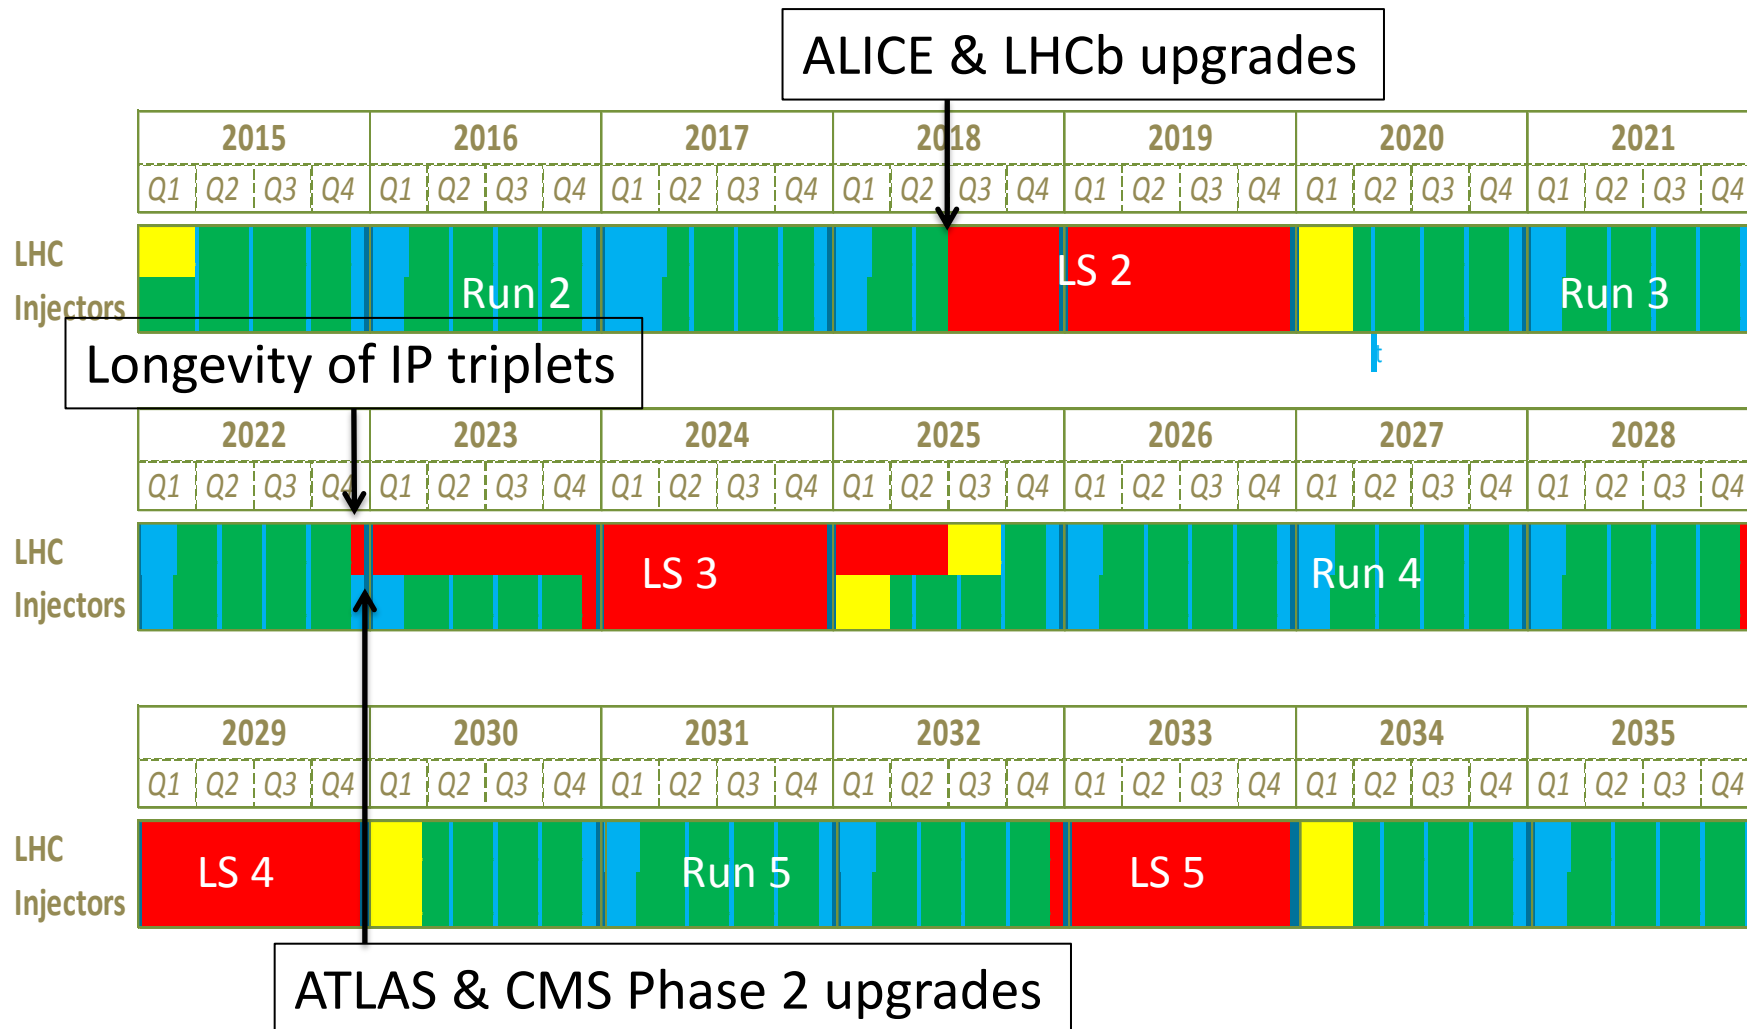 ALICE & LHCb upgrades
2015 2016 2017 2018 2019 2020 2021
Q1 Q2 Q3 Q4 Q1 Q2 Q3 Q4 Q1 Q2 Q3 Q4 Q1 Q2 Q3 Q4 Q1 Q2 Q3 Q4 Q1 Q2 Q3 Q4 Q1 Q2 Q3 Q4
LHC
Run 2 LS 2 Run 3
Injectors
t
Longevity of IP triplets
2022 2023 2024 2025 2026 2027 2028
Q1 Q2 Q3 Q4 Q1 Q2 Q3 Q4 Q1 Q2 Q3 Q4 Q1 Q2 Q3 Q4 Q1 Q2 Q3 Q4 Q1 Q2 Q3 Q4 Q1 Q2 Q3 Q4
LHC
LS 3 Run 4
Injectors
2029 2030 2031 2032 2033 2034 2035
Q1 Q2 Q3 Q4 Q1 Q2 Q3 Q4 Q1 Q2 Q3 Q4 Q1 Q2 Q3 Q4 Q1 Q2 Q3 Q4 Q1 Q2 Q3 Q4 Q1 Q2 Q3 Q4
LHC
LS 4 Run 5 LS 5
Injectors
ATLAS & CMS Phase 2 upgrades